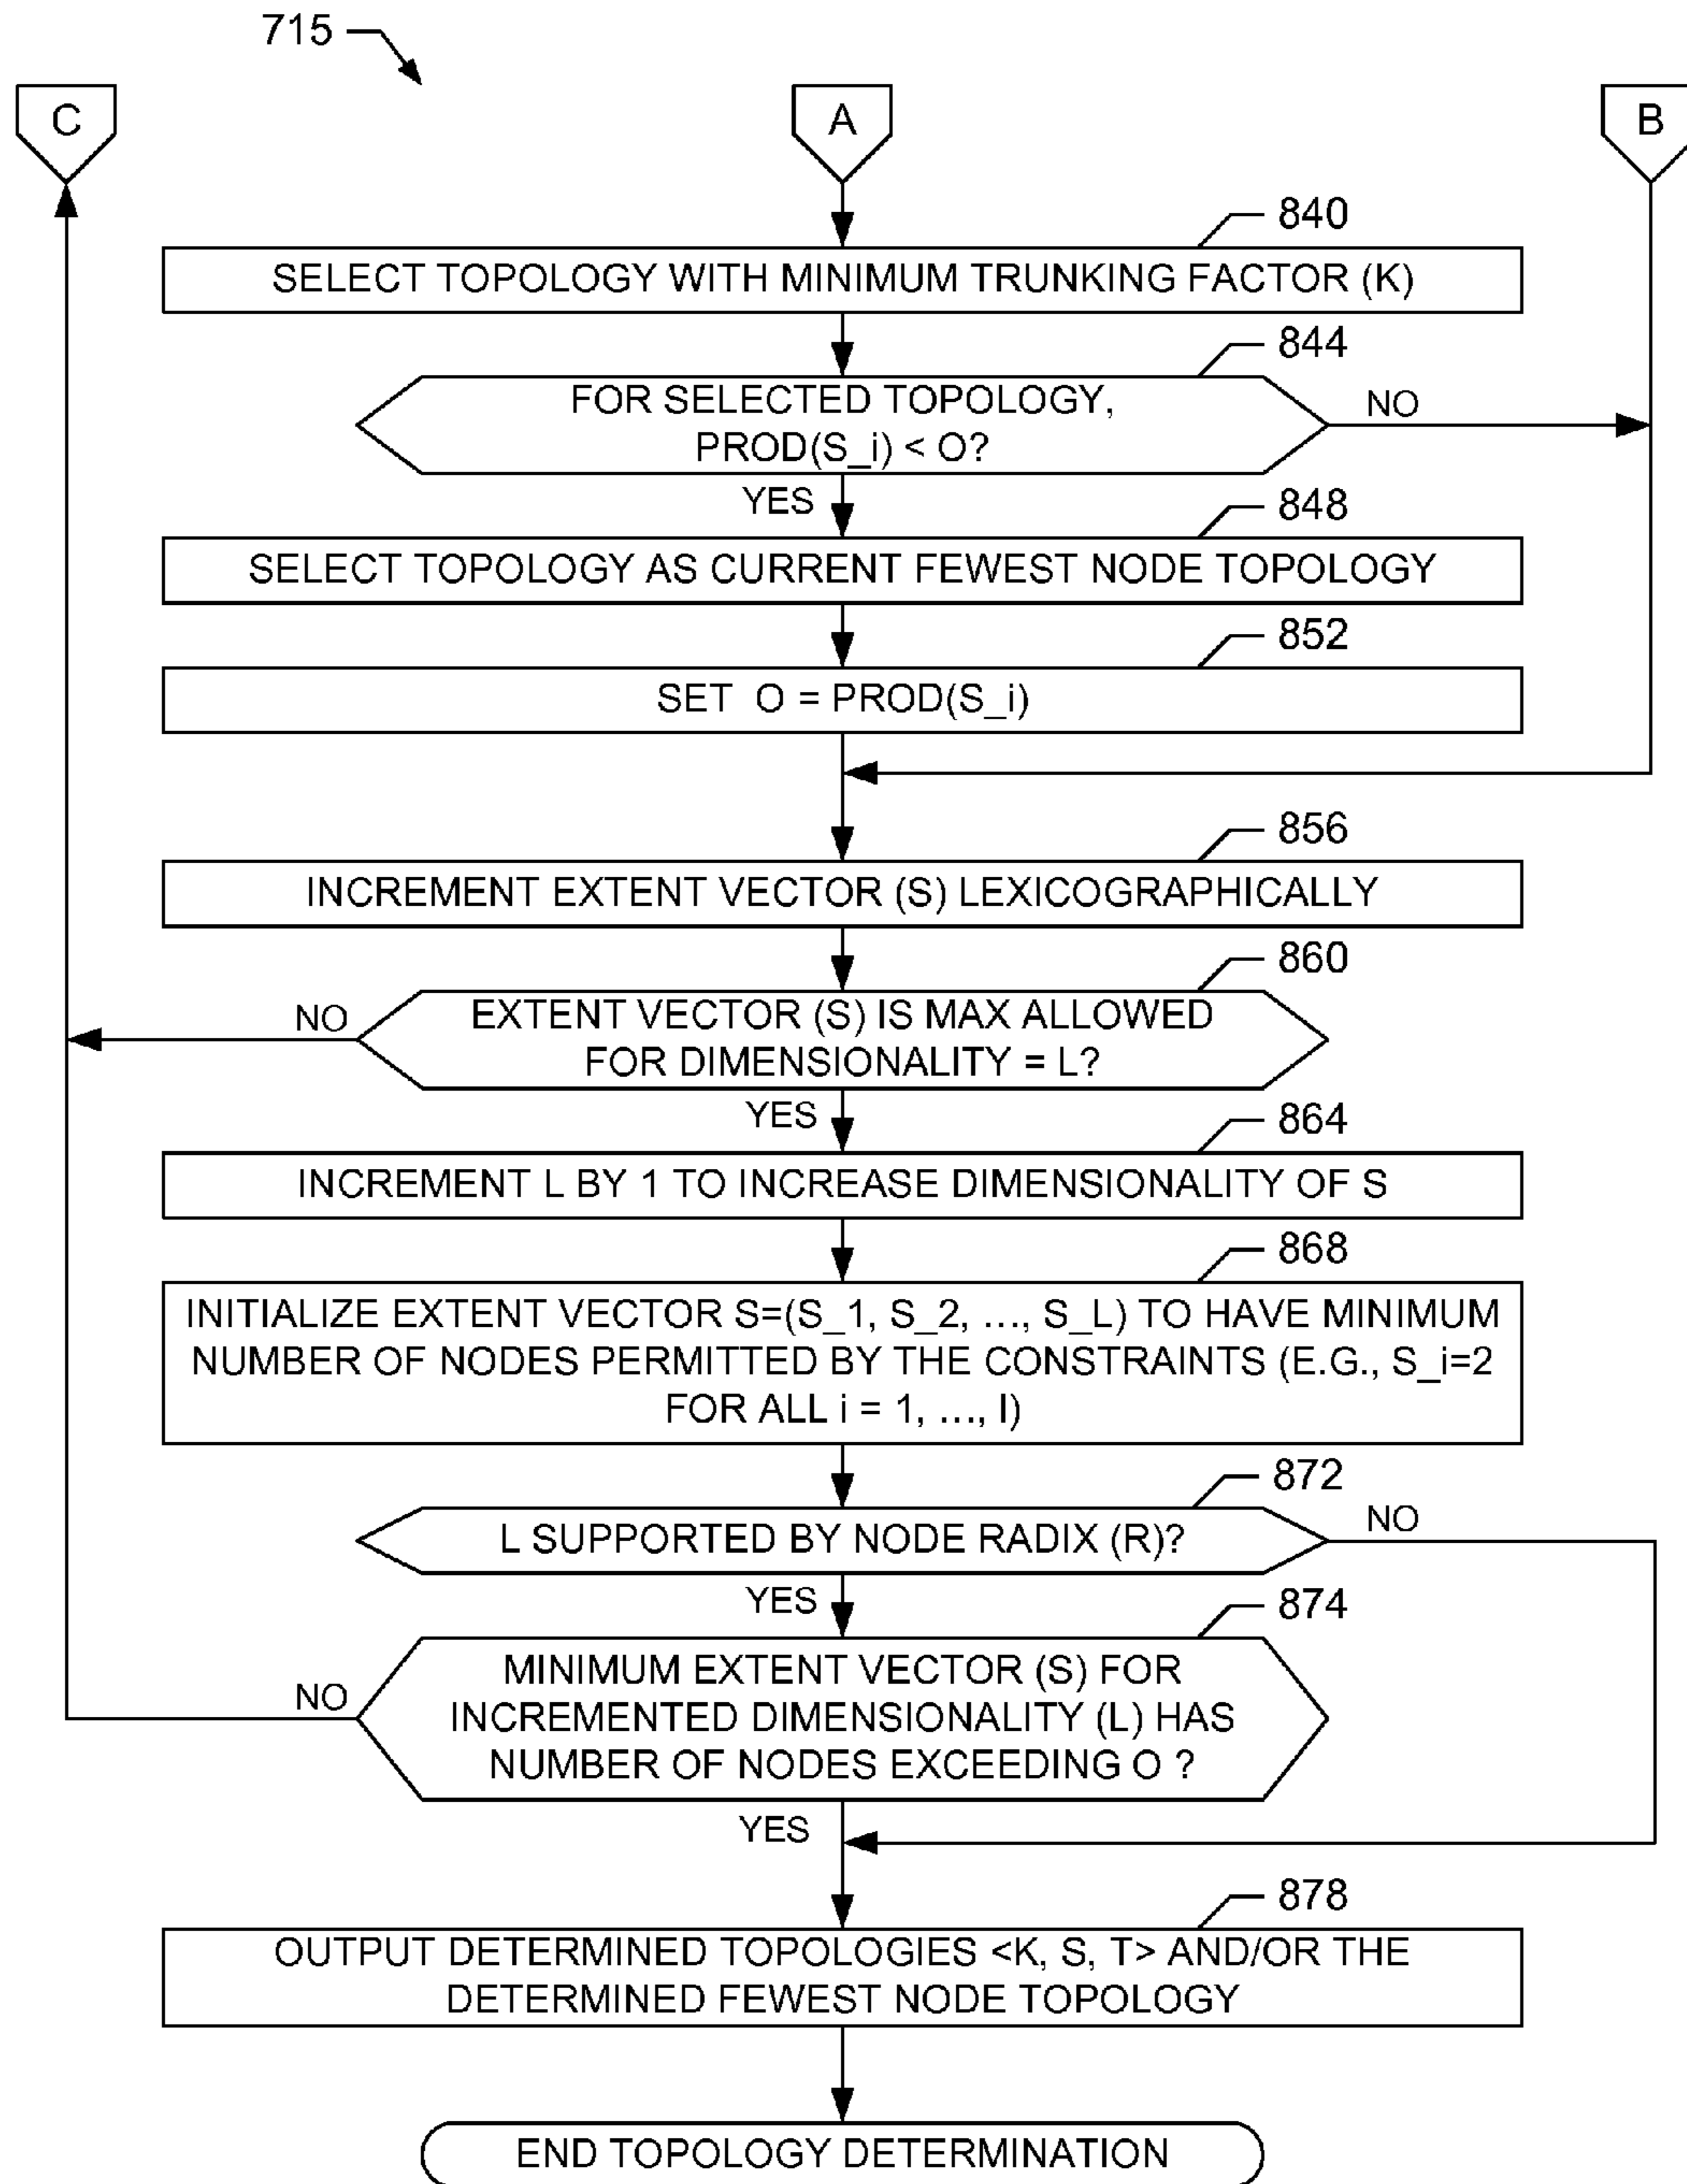 715
C
A
B
840
SELECT TOPOLOGY WITH MINIMUM TRUNKING FACTOR (K)
844
FOR SELECTED TOPOLOGY,
PROD(S_i) < O?
NO
YES
848
SELECT TOPOLOGY AS CURRENT FEWEST NODE TOPOLOGY
852
SET O = PROD(S_i)
856
INCREMENT EXTENT VECTOR (S) LEXICOGRAPHICALLY
860
EXTENT VECTOR (S) IS MAX ALLOWED
FOR DIMENSIONALITY = L?
NO
YES
864
INCREMENT L BY 1 TO INCREASE DIMENSIONALITY OF S
868
INITIALIZE EXTENT VECTOR S=(S_1, S_2, ..., S_L) TO HAVE MINIMUM
NUMBER OF NODES PERMITTED BY THE CONSTRAINTS (E.G., S_i=2
FOR ALL i = 1, ..., l)
872
L SUPPORTED BY NODE RADIX (R)?
NO
YES
874
MINIMUM EXTENT VECTOR (S) FOR
INCREMENTED DIMENSIONALITY (L) HAS
NUMBER OF NODES EXCEEDING O ?
NO
YES
878
OUTPUT DETERMINED TOPOLOGIES <K, S, T> AND/OR THE
DETERMINED FEWEST NODE TOPOLOGY
END TOPOLOGY DETERMINATION